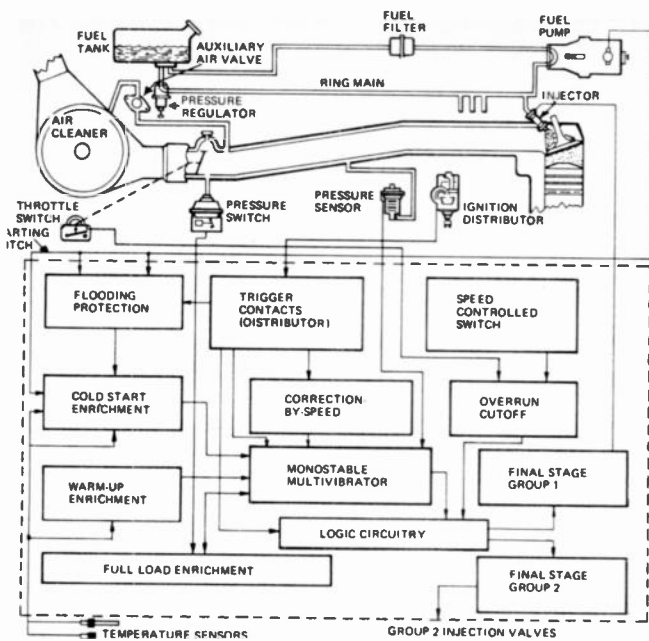 FUEL
TANK
AUXILIARY
AIR VALVE
FUEL
FILTER
FUEL
PUMP
RING MAIN
INJECTOR
PRESSURE
REGULATOR
AIR
CLEANER
THROTTLE
SWITCH
ARTING
ITCH
PRESSURE
SWITCH
PRESSURE
SENSOR
IGNITION
DISTRIBUTOR
FLOODING
PROTECTION
TRIGGER
CONTACTS
(DISTRIBUTOR)
SPEED
CONTROLLED
SWITCH
COLD START
ENRICHMENT
CORRECTION
BY-SPEED
OVERRUN
CUTOFF
WARM-UP
ENRICHMENT
MONOSTABLE
MULTIVIBRATOR
FINAL STAGE
GROUP 1
LOGIC CIRCUITRY
FULL LOAD ENRICHMENT
FINAL STAGE
GROUP 2
TEMPERATURE SENSORS
GROUP 2 INJECTION VALVES